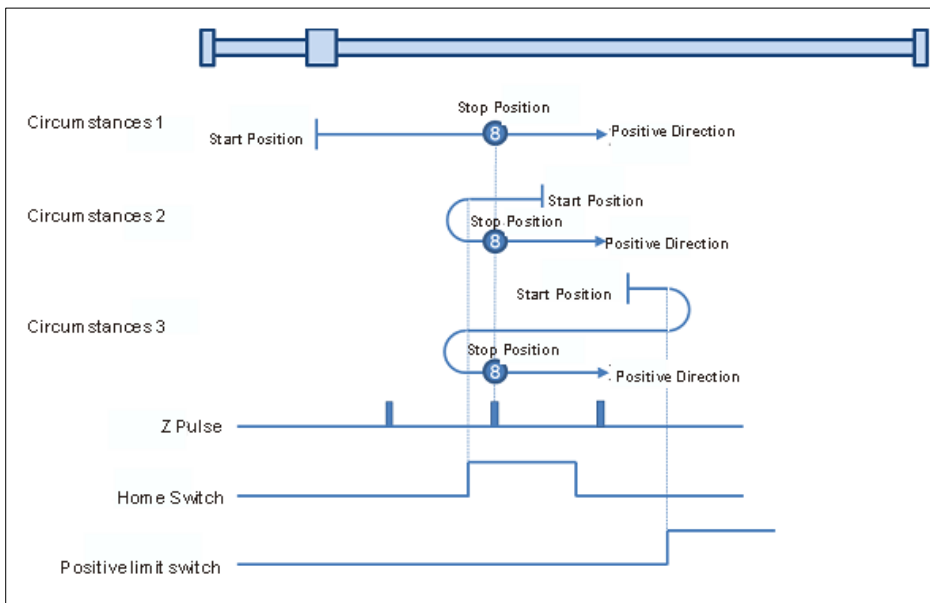 Circumstances 1
Start Position
Stop Position
8
Positive Direction
Circumstances 2
Start Position
Stop Position
8
Positive Direction
Circumstances 3
Start Position
Stop Position
8
Positive Direction
Z Pulse
Home Switch
Positive limit switch